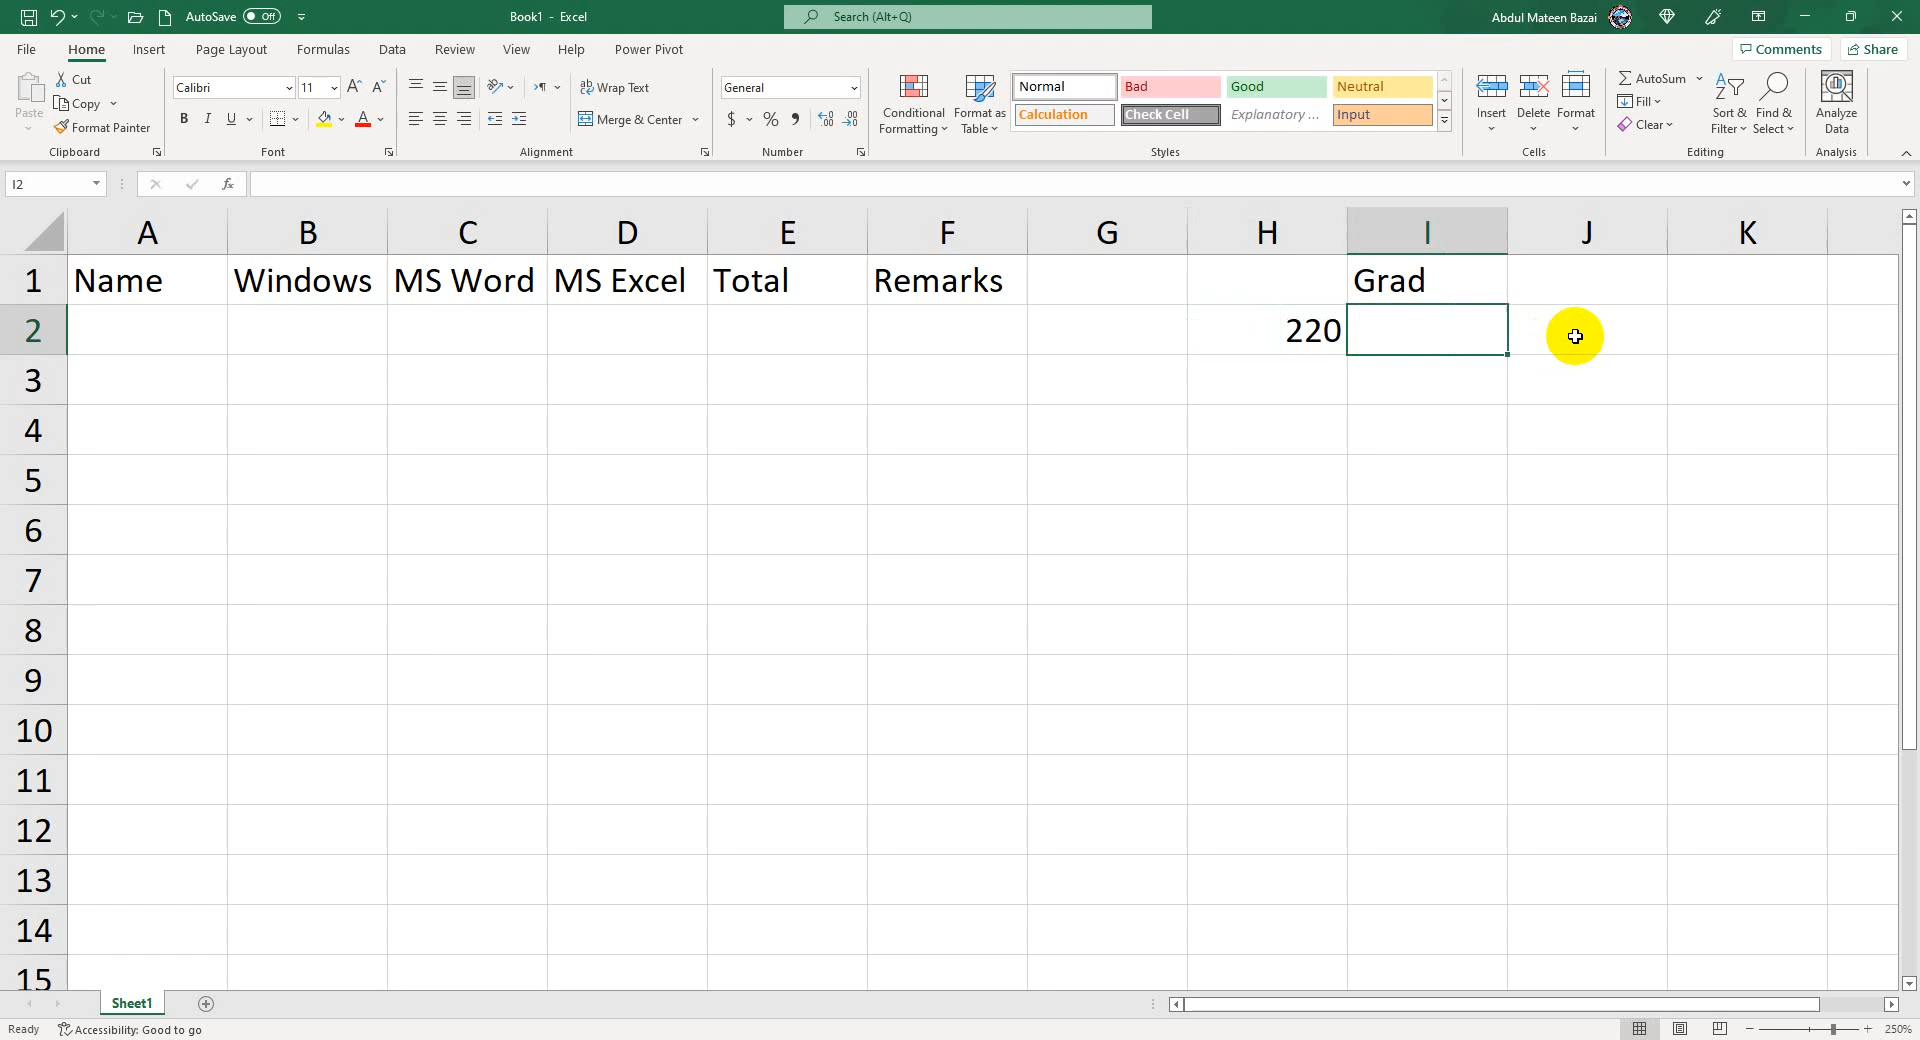 AutoSave Off Book1 - Excel Search (Alt+Q) Abdul Mateen Bazai
File Home Insert Page Layout Formulas Data Review View Help Power Pivot Comments Share
Paste Cut Copy Format Painter Clipboard
Calibri 11 B I U A A Font
ab Wrap Text Merge & Center Alignment
General $ % , Number
Conditional Formatting Format as Table
Normal Bad Good Neutral
Calculation Check Cell Explanatory ... Input
Styles
Insert Delete Format Cells
AutoSum Fill Clear Sort & Filter Find & Select Editing
Analyze Data Analysis
I2 fx
A B C D E F G H I J K
1 Name Windows MS Word MS Excel Total Remarks Grad
2 220
3
4
5
6
7
8
9
10
11
12
13
14
15
Sheet1
Ready Accessibility: Good to go 250%